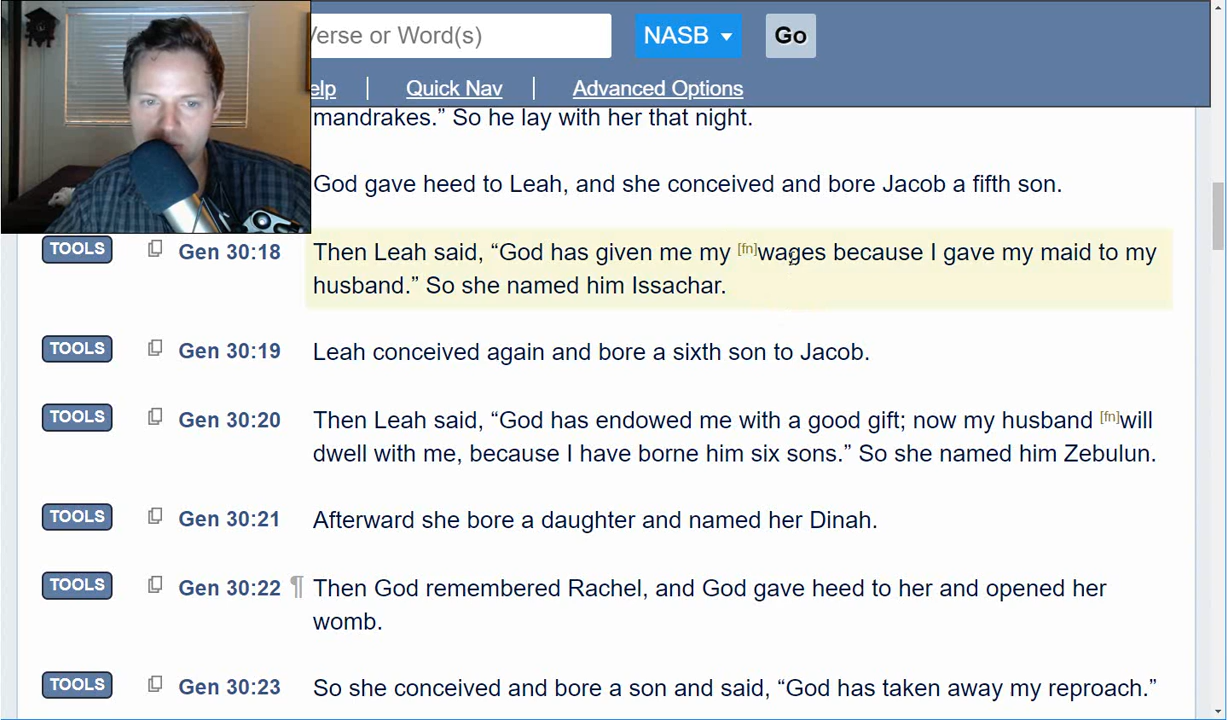 Verse or Word(s)
NASB
Go
elp | Quick Nav | Advanced Options
mandrakes.” So he lay with her that night.
God gave heed to Leah, and she conceived and bore Jacob a fifth son.
TOOLS Gen 30:18 Then Leah said, “God has given me my [fn]wages because I gave my maid to my
husband.” So she named him Issachar.
TOOLS Gen 30:19 Leah conceived again and bore a sixth son to Jacob.
TOOLS Gen 30:20 Then Leah said, “God has endowed me with a good gift; now my husband [fn]will
dwell with me, because I have borne him six sons.” So she named him Zebulun.
TOOLS Gen 30:21 Afterward she bore a daughter and named her Dinah.
TOOLS Gen 30:22 ¶ Then God remembered Rachel, and God gave heed to her and opened her
womb.
TOOLS Gen 30:23 So she conceived and bore a son and said, “God has taken away my reproach.”